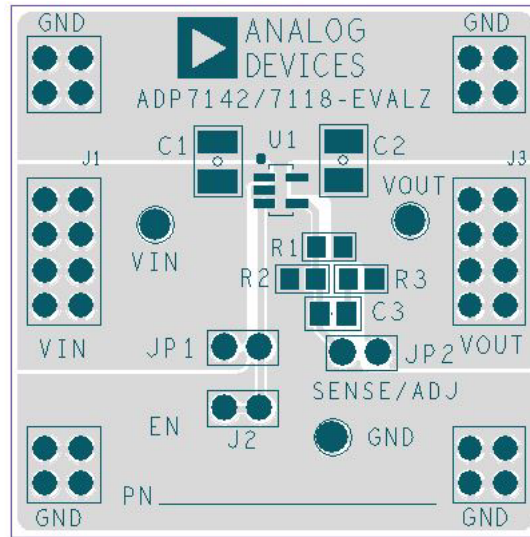 GND
ANALOG
DEVICES
GND
ADP7142/7118-EVALZ
C1
U1
C2
J1
J3
VOUT
VIN
R1
R2
R3
C3
VIN
JP1
JP2
VOUT
SENSE/ADJ
EN
J2
GND
PN
GND
GND